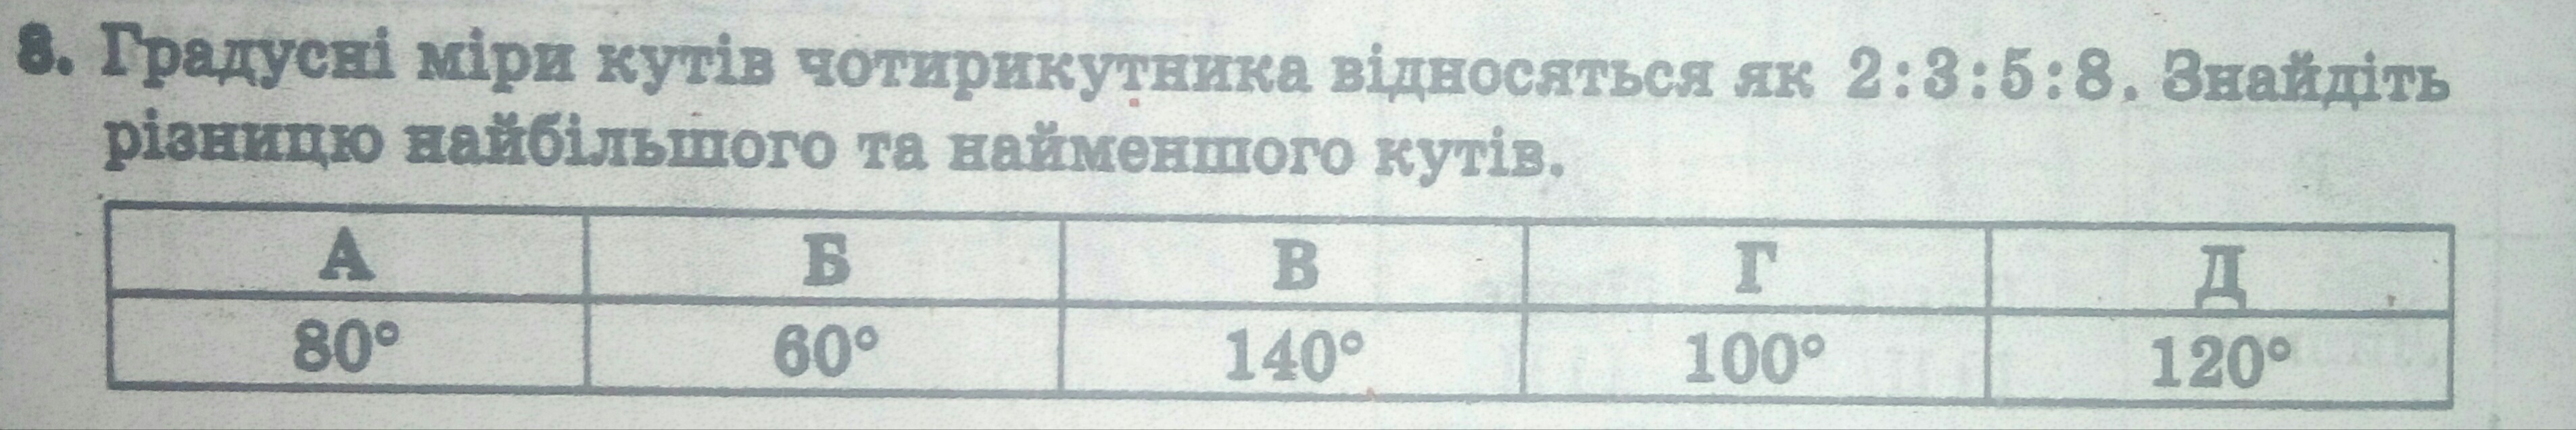 8. Градусні міри кутів чотирикутника відносяться як 2:3:5:8. Знайдіть
різницю найбільшого та найменшого кутів.
А Б В Г Д
80° 60° 140° 100° 120°